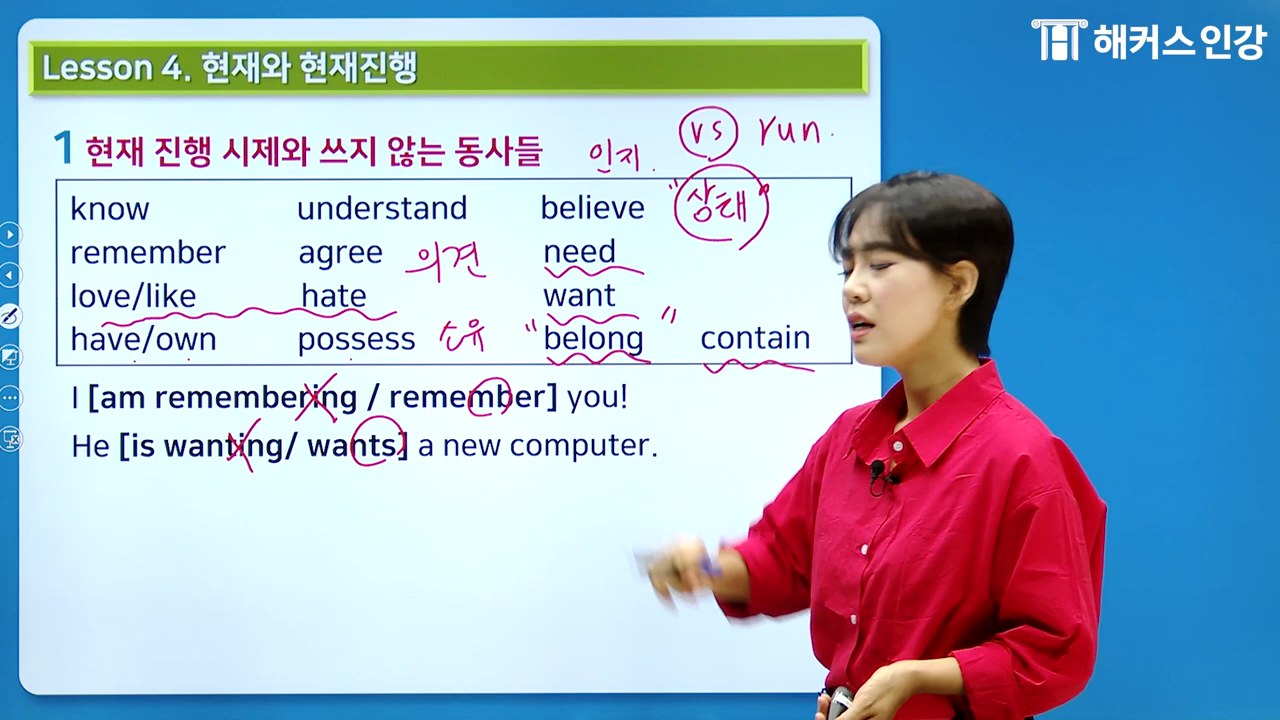 해커스인강
Lesson 4. 현재와 현재진행
vs run.
1 현재 진행 시제와 쓰지 않는 동사들 인지.
know understand believe "상태"
remember agree 의견 need
love/like hate want
have/own possess 소유 "belong" contain
I [am remembering / remember] you!
He [is wanting/ wants] a new computer.